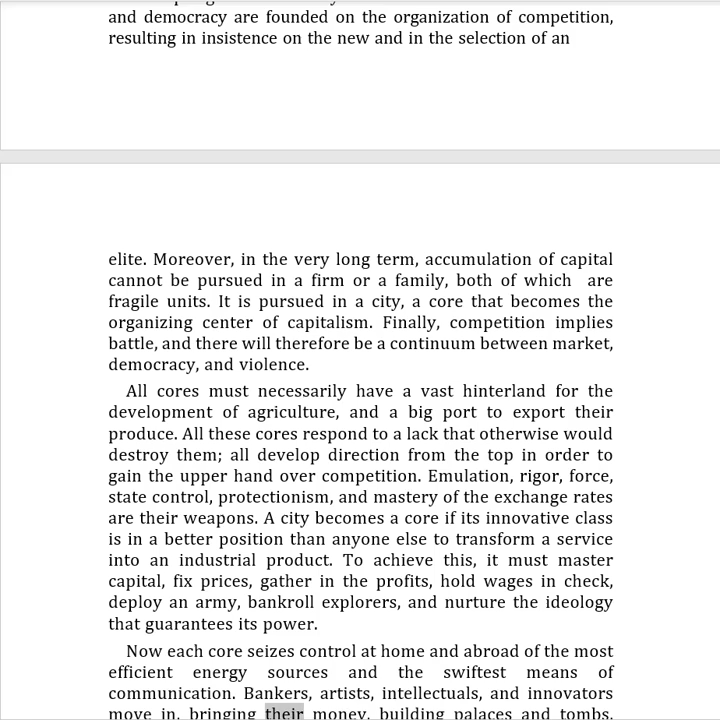 and democracy are founded on the organization of competition,
resulting in insistence on the new and in the selection of an
elite. Moreover, in the very long term, accumulation of capital
cannot be pursued in a firm or a family, both of which are
fragile units. It is pursued in a city, a core that becomes the
organizing center of capitalism. Finally, competition implies
battle, and there will therefore be a continuum between market,
democracy, and violence.
All cores must necessarily have a vast hinterland for the
development of agriculture, and a big port to export their
produce. All these cores respond to a lack that otherwise would
destroy them; all develop direction from the top in order to
gain the upper hand over competition. Emulation, rigor, force,
state control, protectionism, and mastery of the exchange rates
are their weapons. A city becomes a core if its innovative class
is in a better position than anyone else to transform a service
into an industrial product. To achieve this, it must master
capital, fix prices, gather in the profits, hold wages in check,
deploy an army, bankroll explorers, and nurture the ideology
that guarantees its power.
Now each core seizes control at home and abroad of the most
efficient energy sources and the swiftest means of
communication. Bankers, artists, intellectuals, and innovators
move in, bringing their money, building palaces and tombs,